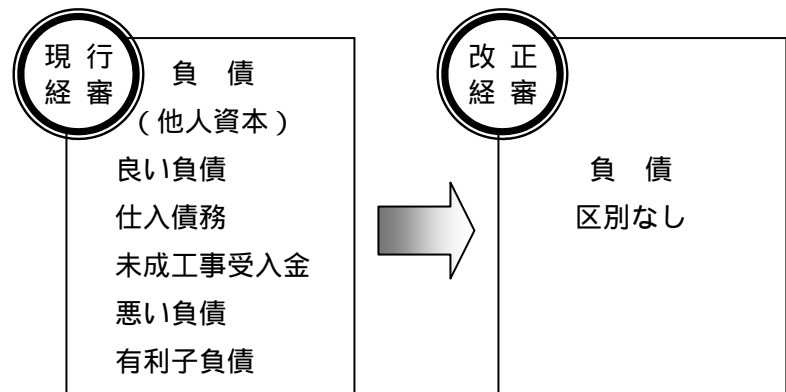 現行
経審
負 債
(他人資本)
良い負債
仕入債務
未成工事受入金
悪い負債
有利子負債
改正
経審
負 債
区別なし